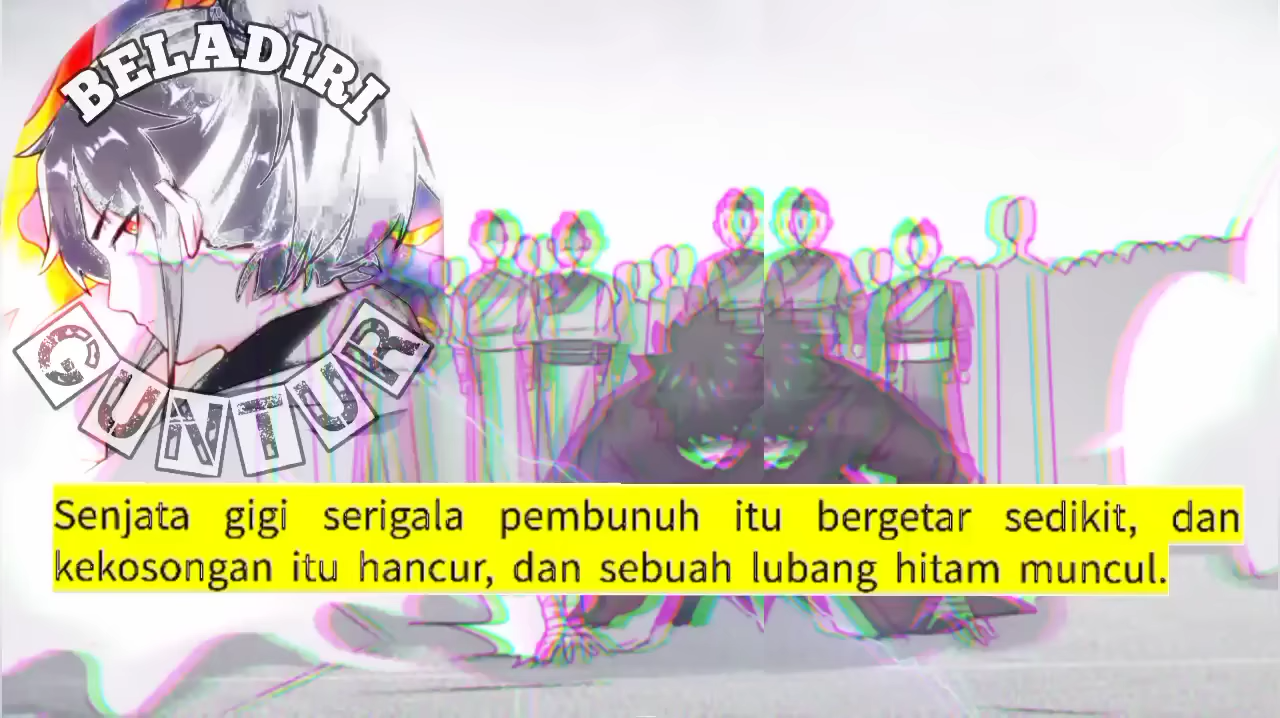 BELADIRI
GUNTUR
Senjata gigi serigala pembunuh itu bergetar sedikit, dan
kekosongan itu hancur, dan sebuah lubang hitam muncul.